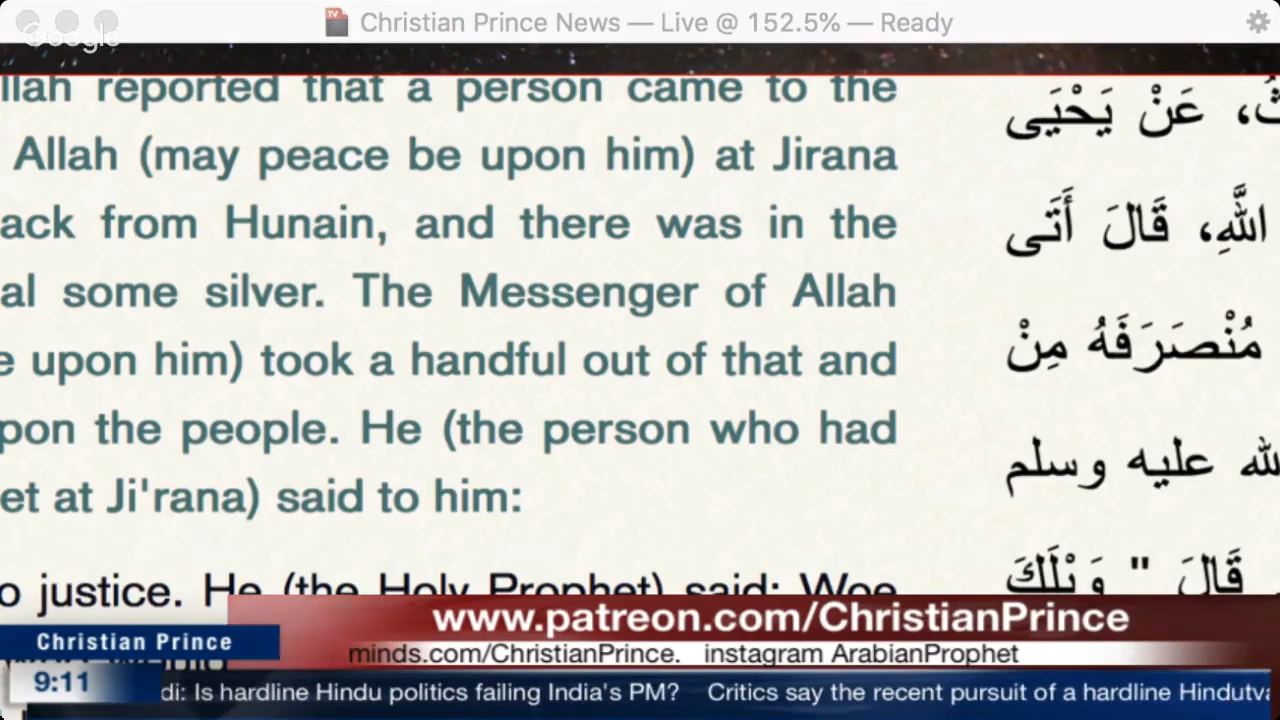 Christian Prince News — Live @ 152.5% — Ready
Google
llah reported that a person came to the
Allah (may peace be upon him) at Jirana
ack from Hunain, and there was in the
al some silver. The Messenger of Allah
e upon him) took a handful out of that and
pon the people. He (the person who had
et at Ji'rana) said to him:
o justice. He (the Holy Prophet) said: Woe
ثُ، عَنْ يَحْيَى
اللَّهِ، قَالَ أَتَى
مُنْصَرَفَهُ مِنْ
لله عليه وسلم
قَالَ " وَيْلَكَ
www.patreon.com/ChristianPrince
Christian Prince
minds.com/ChristianPrince. instagram ArabianProphet
9:11
di: Is hardline Hindu politics failing India's PM? Critics say the recent pursuit of a hardline Hindutva